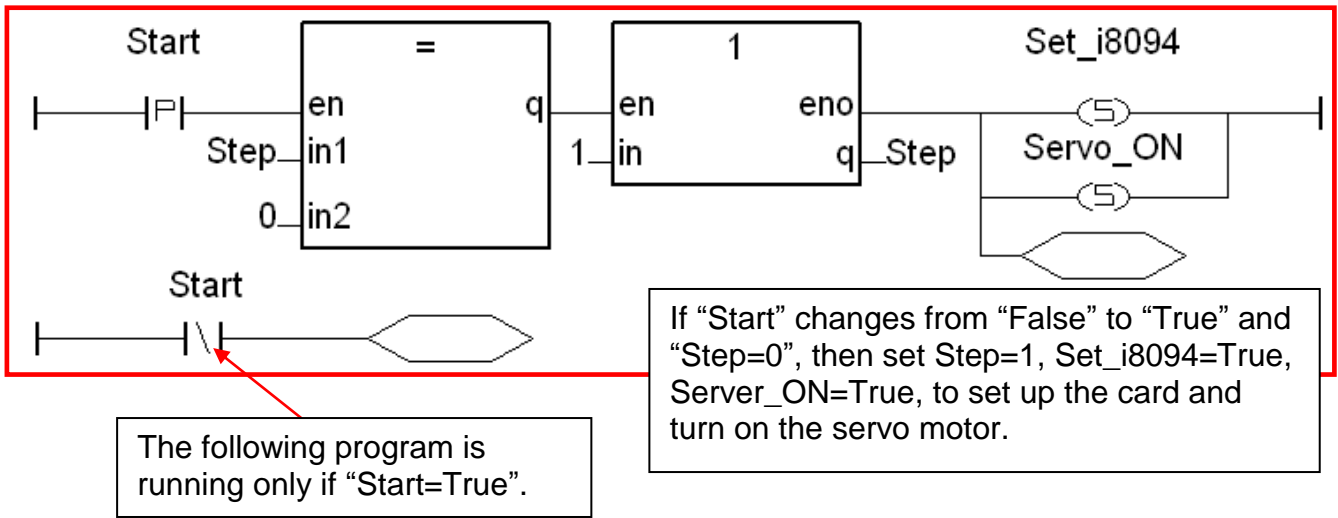 Start
=
1
Set_i8094
P
en
q
en
eno
S
Step
in1
1
in
q
Step
Servo_ON
0
in2
S
Start
If “Start” changes from “False” to “True” and
“Step=0”, then set Step=1, Set_i8094=True,
Server_ON=True, to set up the card and
turn on the servo motor.
The following program is
running only if “Start=True”.